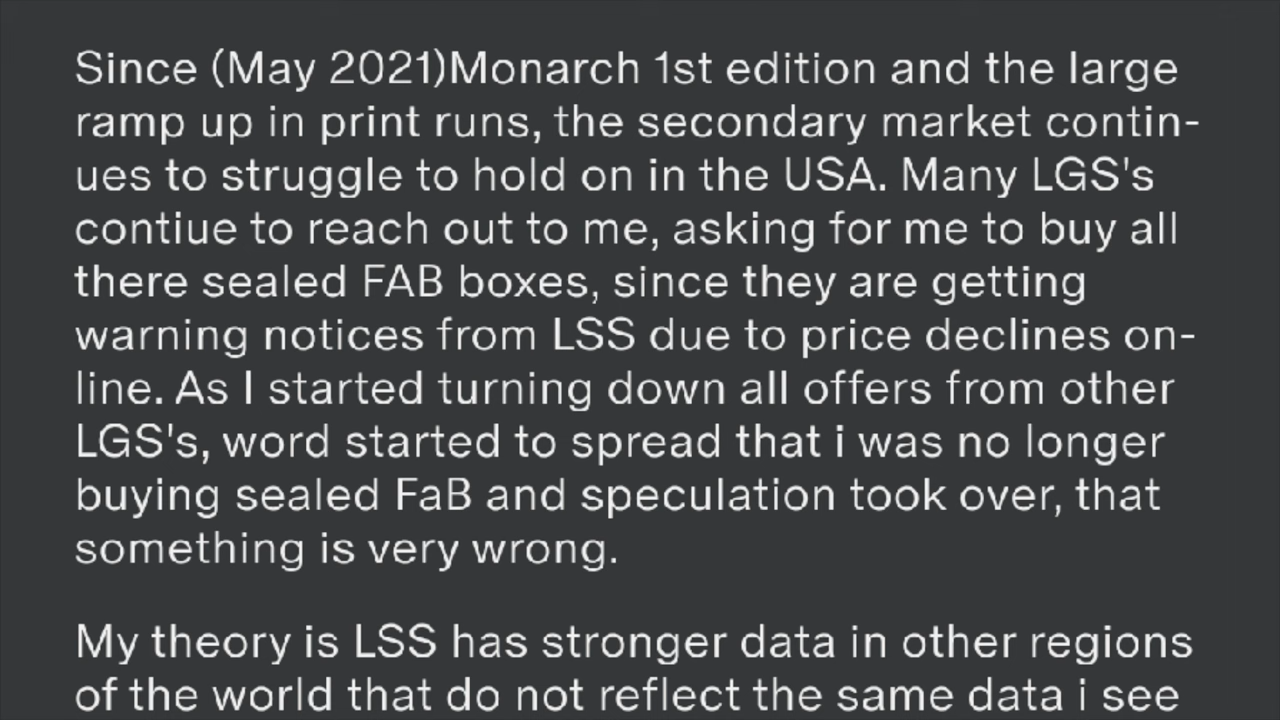 Since (May 2021)Monarch 1st edition and the large
ramp up in print runs, the secondary market contin-
ues to struggle to hold on in the USA. Many LGS's
contiue to reach out to me, asking for me to buy all
there sealed FAB boxes, since they are getting
warning notices from LSS due to price declines on-
line. As I started turning down all offers from other
LGS's, word started to spread that i was no longer
buying sealed FaB and speculation took over, that
something is very wrong.
My theory is LSS has stronger data in other regions
of the world that do not reflect the same data i see